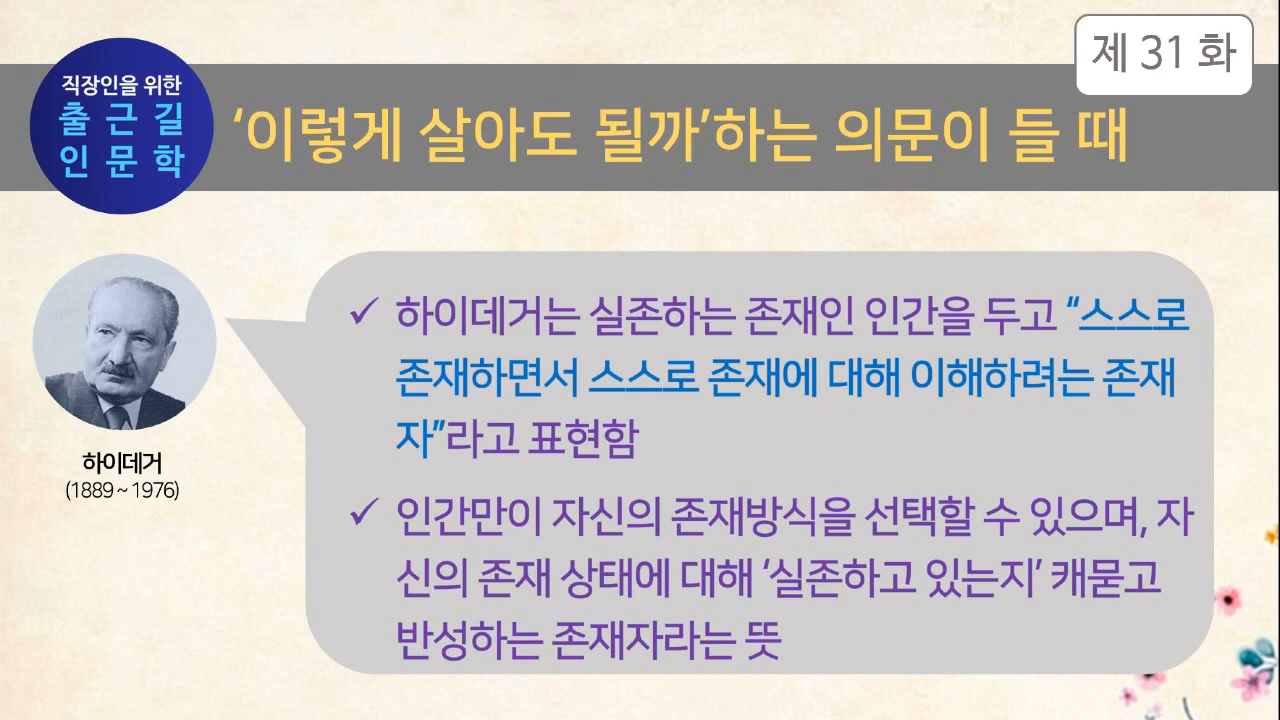 제 31 화
직장인을 위한
출 근 길
인 문 학
‘이렇게 살아도 될까’하는 의문이 들 때
✓ 하이데거는 실존하는 존재인 인간을 두고 “스스로
존재하면서 스스로 존재에 대해 이해하려는 존재
자”라고 표현함
✓ 인간만이 자신의 존재방식을 선택할 수 있으며, 자
신의 존재 상태에 대해 ‘실존하고 있는지’ 캐묻고
반성하는 존재자라는 뜻
하이데거
(1889 ~ 1976)